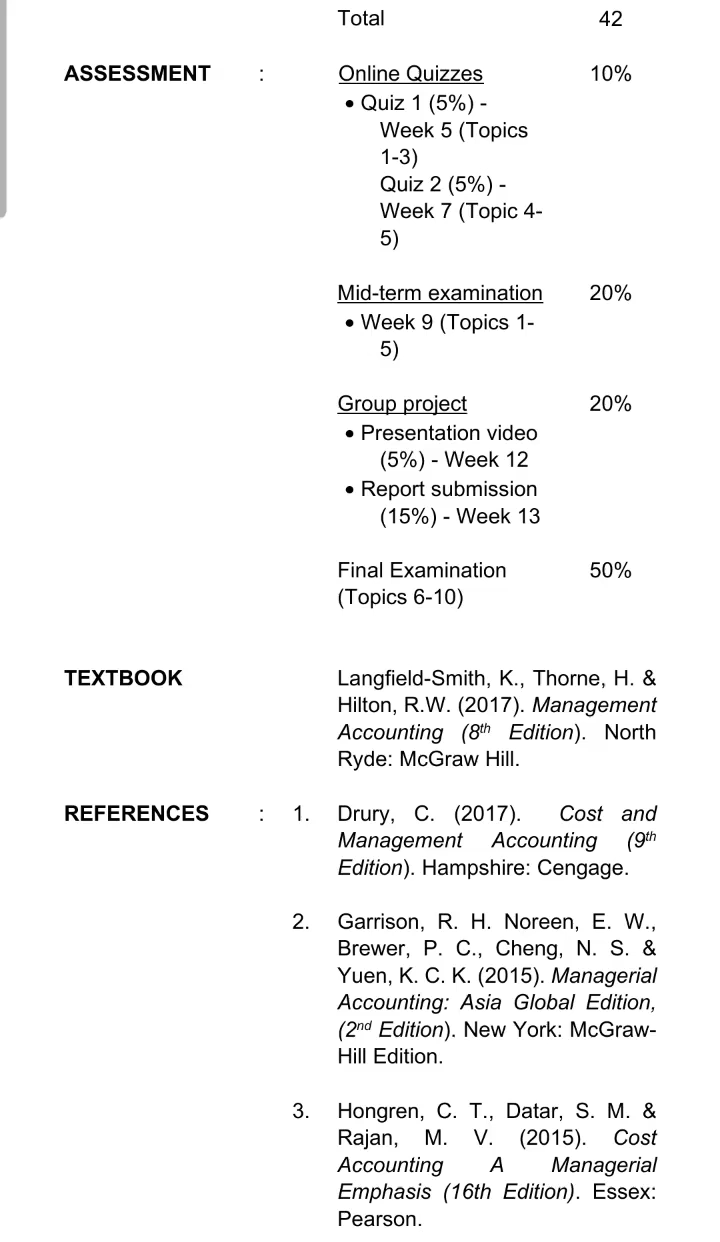 Total 42
ASSESSMENT : Online Quizzes 10%
• Quiz 1 (5%) -
Week 5 (Topics
1-3)
Quiz 2 (5%) -
Week 7 (Topic 4-
5)
Mid-term examination 20%
• Week 9 (Topics 1-
5)
Group project 20%
• Presentation video
(5%) - Week 12
• Report submission
(15%) - Week 13
Final Examination 50%
(Topics 6-10)
TEXTBOOK Langfield-Smith, K., Thorne, H. &
Hilton, R.W. (2017). Management
Accounting (8th Edition). North
Ryde: McGraw Hill.
REFERENCES : 1. Drury, C. (2017). Cost and
Management Accounting (9th
Edition). Hampshire: Cengage.
2. Garrison, R. H. Noreen, E. W.,
Brewer, P. C., Cheng, N. S. &
Yuen, K. C. K. (2015). Managerial
Accounting: Asia Global Edition,
(2nd Edition). New York: McGraw-
Hill Edition.
3. Hongren, C. T., Datar, S. M. &
Rajan, M. V. (2015). Cost
Accounting A Managerial
Emphasis (16th Edition). Essex:
Pearson.